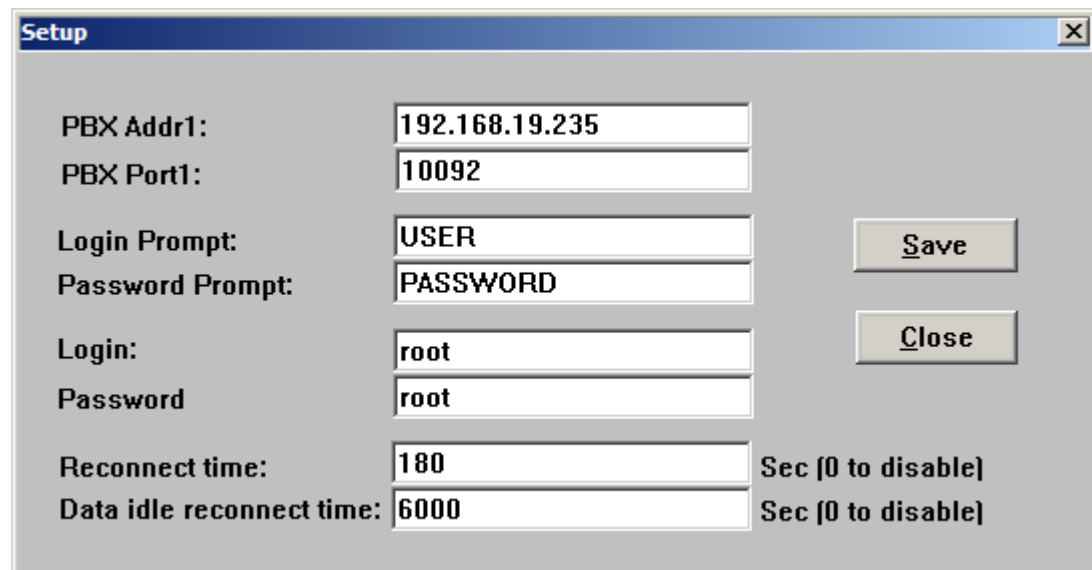 Setup
PBX Addr1: 192.168.19.235
PBX Port1: 10092
Login Prompt: USER
Save
Password Prompt: PASSWORD
Close
Login: root
Password root
Reconnect time: 180 Sec (0 to disable)
Data idle reconnect time: 6000 Sec (0 to disable)